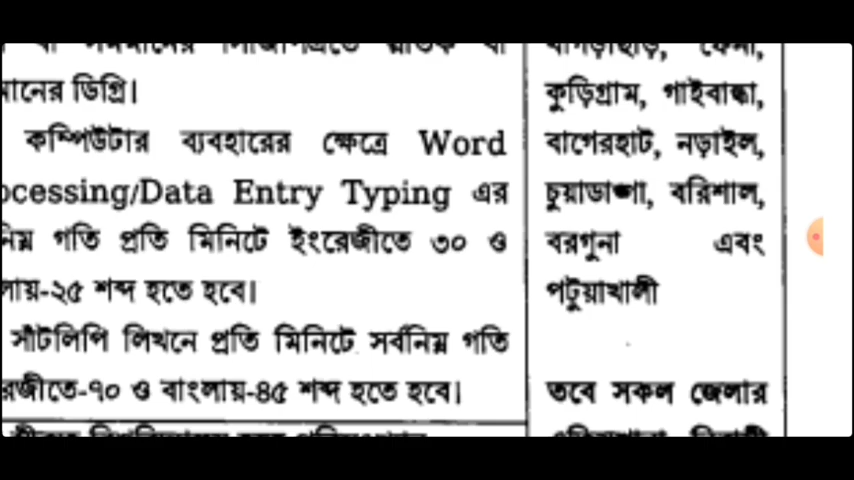 মানের ডিগ্রি।
কম্পিউটার ব্যবহারের ক্ষেত্রে Word
ocessing/Data Entry Typing এর
নিম্ন গতি প্রতি মিনিটে ইংরেজীতে ৩০ ও
লায়-২৫ শব্দ হতে হবে।
সাঁটলিপি লিখনে প্রতি মিনিটে সর্বনিম্ন গতি
রজীতে-৭০ ও বাংলায়-৪৫ শব্দ হতে হবে।
কুড়িগ্রাম, গাইবান্ধা,
বাগেরহাট, নড়াইল,
চুয়াডাঙ্গা, বরিশাল,
বরগুনা এবং
পটুয়াখালী
তবে সকল জেলার